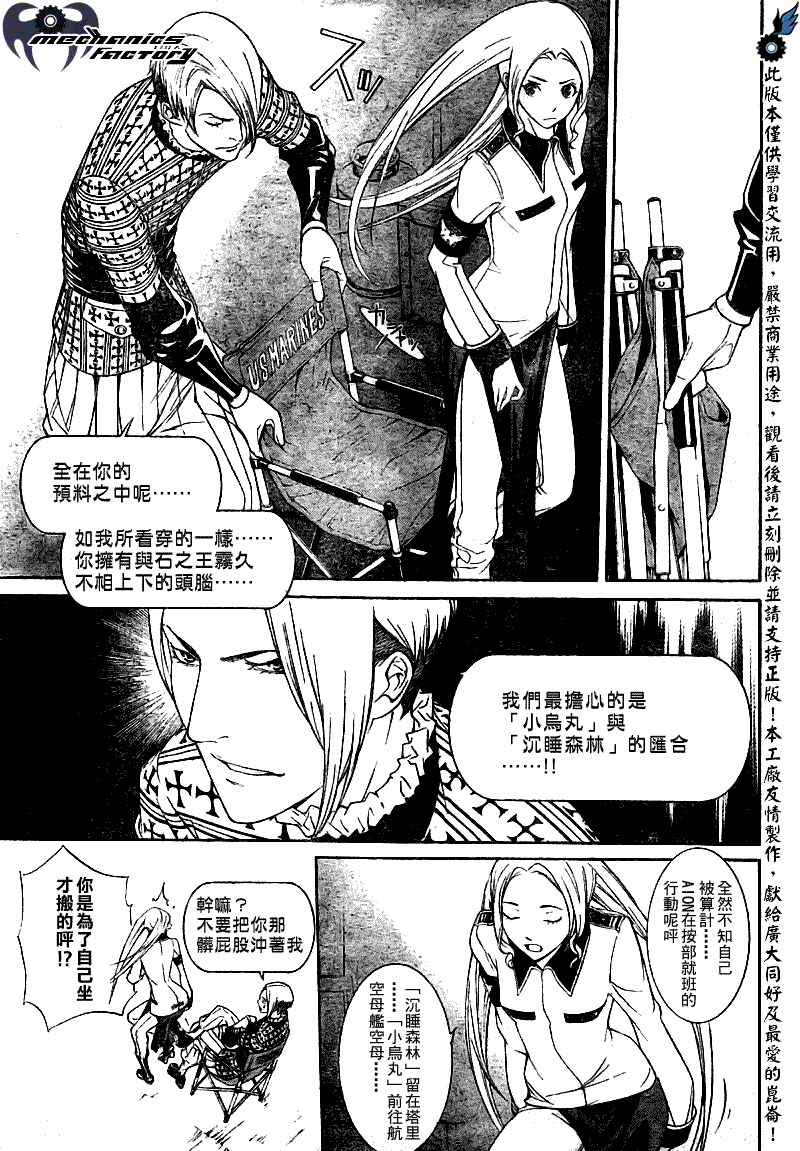 mechanics
factory
此版本僅供學習交流用，嚴禁商業用途，觀看後請立刻刪除並請支持正版！本工廠友情製作，獻給廣大同好及最愛的崑崙！
スッ
U.S.MARINES
全在你的
預料之中呢……
如我所看穿的一樣……
你擁有與石之王霧久
不相上下的頭腦……
我們最擔心的是
「小烏丸」與
「沉睡森林」的匯合
……!!
全然不知自己
被算計……
AION在按部就班的
行動呢呯
「沉睡森林」留在塔里
……「小烏丸」前往航
空母艦空母……
幹嘛？
不要把你那
髒屁股沖著我
你是為了自己坐
才搬的呯!?